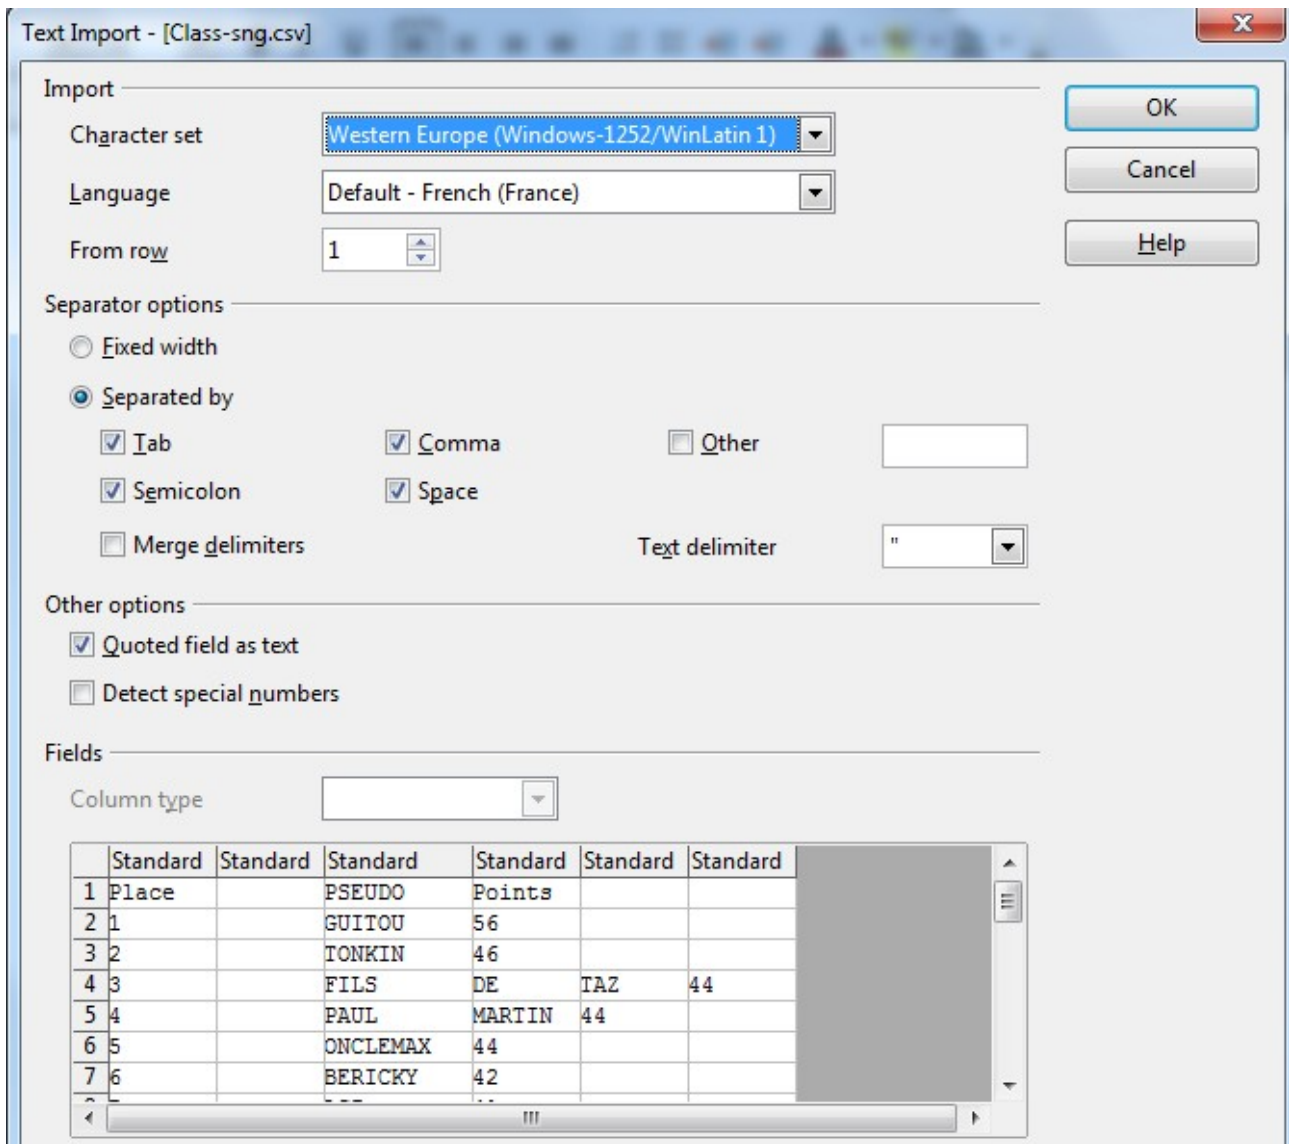 Text Import - [Class-sng.csv]
Import
OK
Character set Western Europe (Windows-1252/WinLatin 1)
Cancel
Language Default - French (France)
From row 1
Help
Separator options
Fixed width
Separated by
Tab Comma Other
Semicolon Space
Merge delimiters Text delimiter "
Other options
Quoted field as text
Detect special numbers
Fields
Column type
Standard Standard Standard Standard Standard Standard
1 Place PSEUDO Points
2 1 GUITOU 56
3 2 TONKIN 46
4 3 FILS DE TAZ 44
5 4 PAUL MARTIN 44
6 5 ONCLEMAX 44
7 6 BERICKY 42